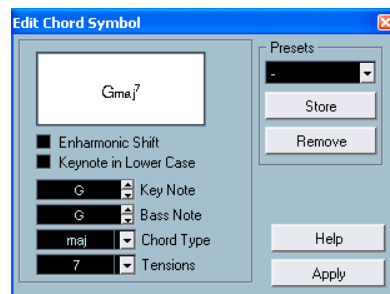 Edit Chord Symbol
Gmaj7
Enharmonic Shift
Keynote in Lower Case
G Key Note
G Bass Note
maj Chord Type
7 Tensions
Presets
-
Store
Remove
Help
Apply